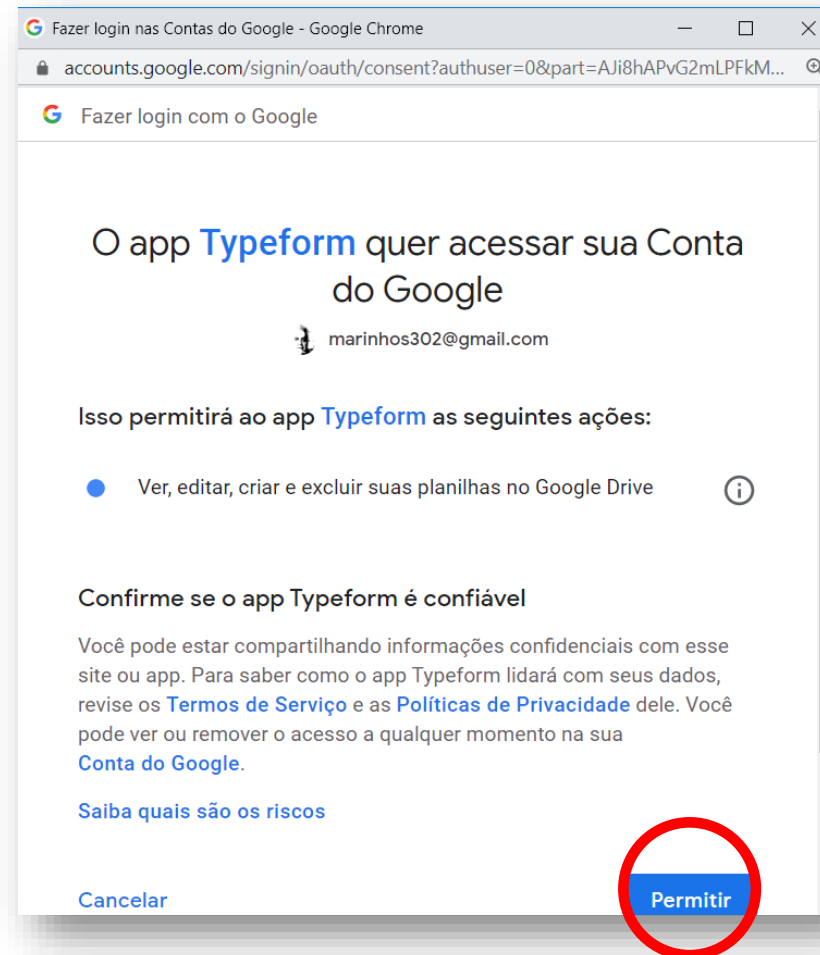 Fazer login nas Contas do Google - Google Chrome
accounts.google.com/signin/oauth/consent?authuser=0&part=AJi8hAPvG2mLPFkM...
Fazer login com o Google
O app Typeform quer acessar sua Conta
do Google
marinhos302@gmail.com
Isso permitirá ao app Typeform as seguintes ações:
Ver, editar, criar e excluir suas planilhas no Google Drive
Confirme se o app Typeform é confiável
Você pode estar compartilhando informações confidenciais com esse
site ou app. Para saber como o app Typeform lidará com seus dados,
revise os Termos de Serviço e as Políticas de Privacidade dele. Você
pode ver ou remover o acesso a qualquer momento na sua
Conta do Google.
Saiba quais são os riscos
Cancelar
Permitir